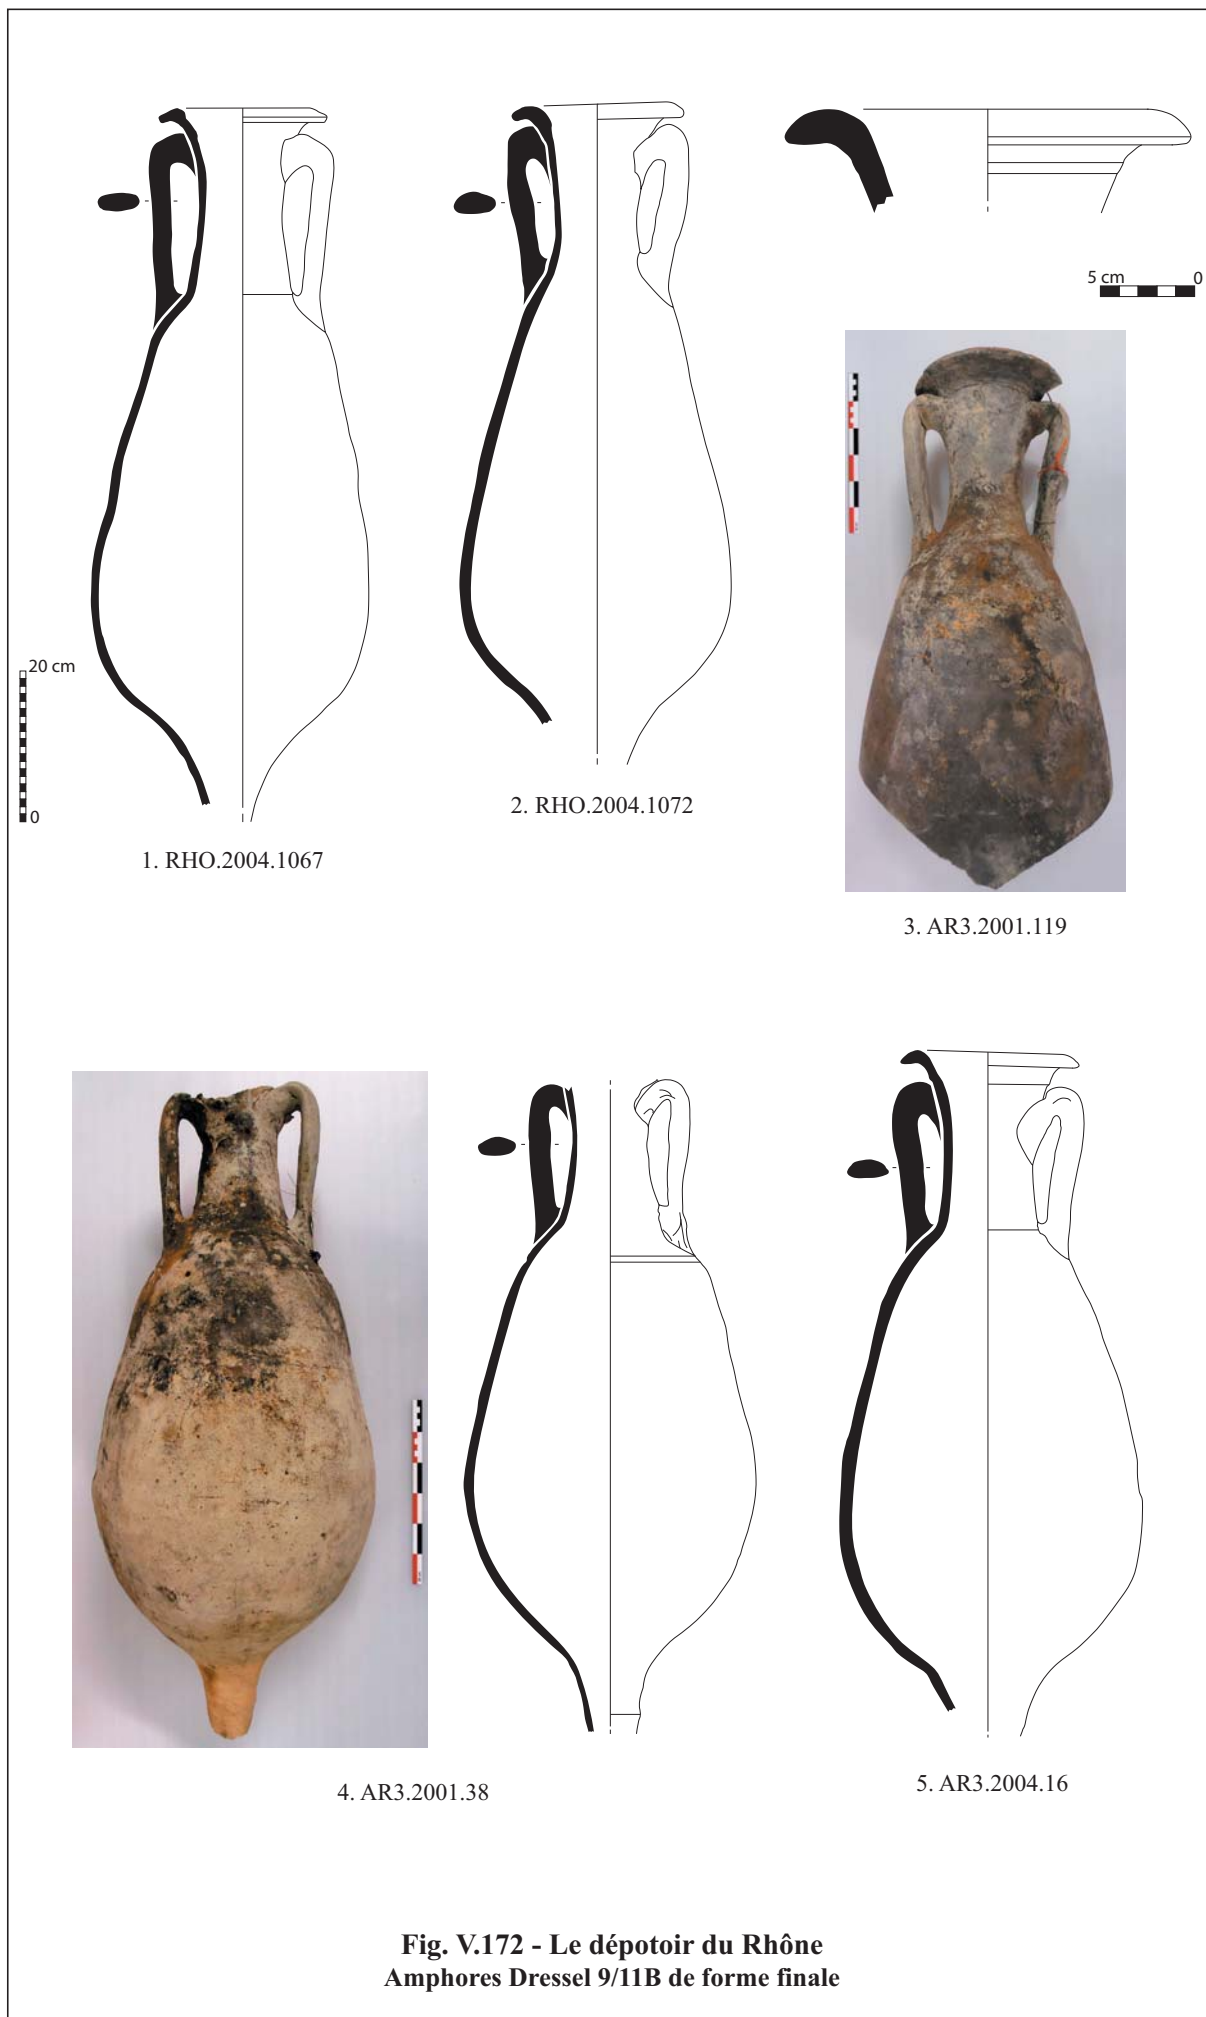 5 cm 0
20 cm
0
1. RHO.2004.1067
2. RHO.2004.1072
3. AR3.2001.119
4. AR3.2001.38
5. AR3.2004.16
Fig. V.172 - Le dépotoir du Rhône
Amphores Dressel 9/11B de forme finale